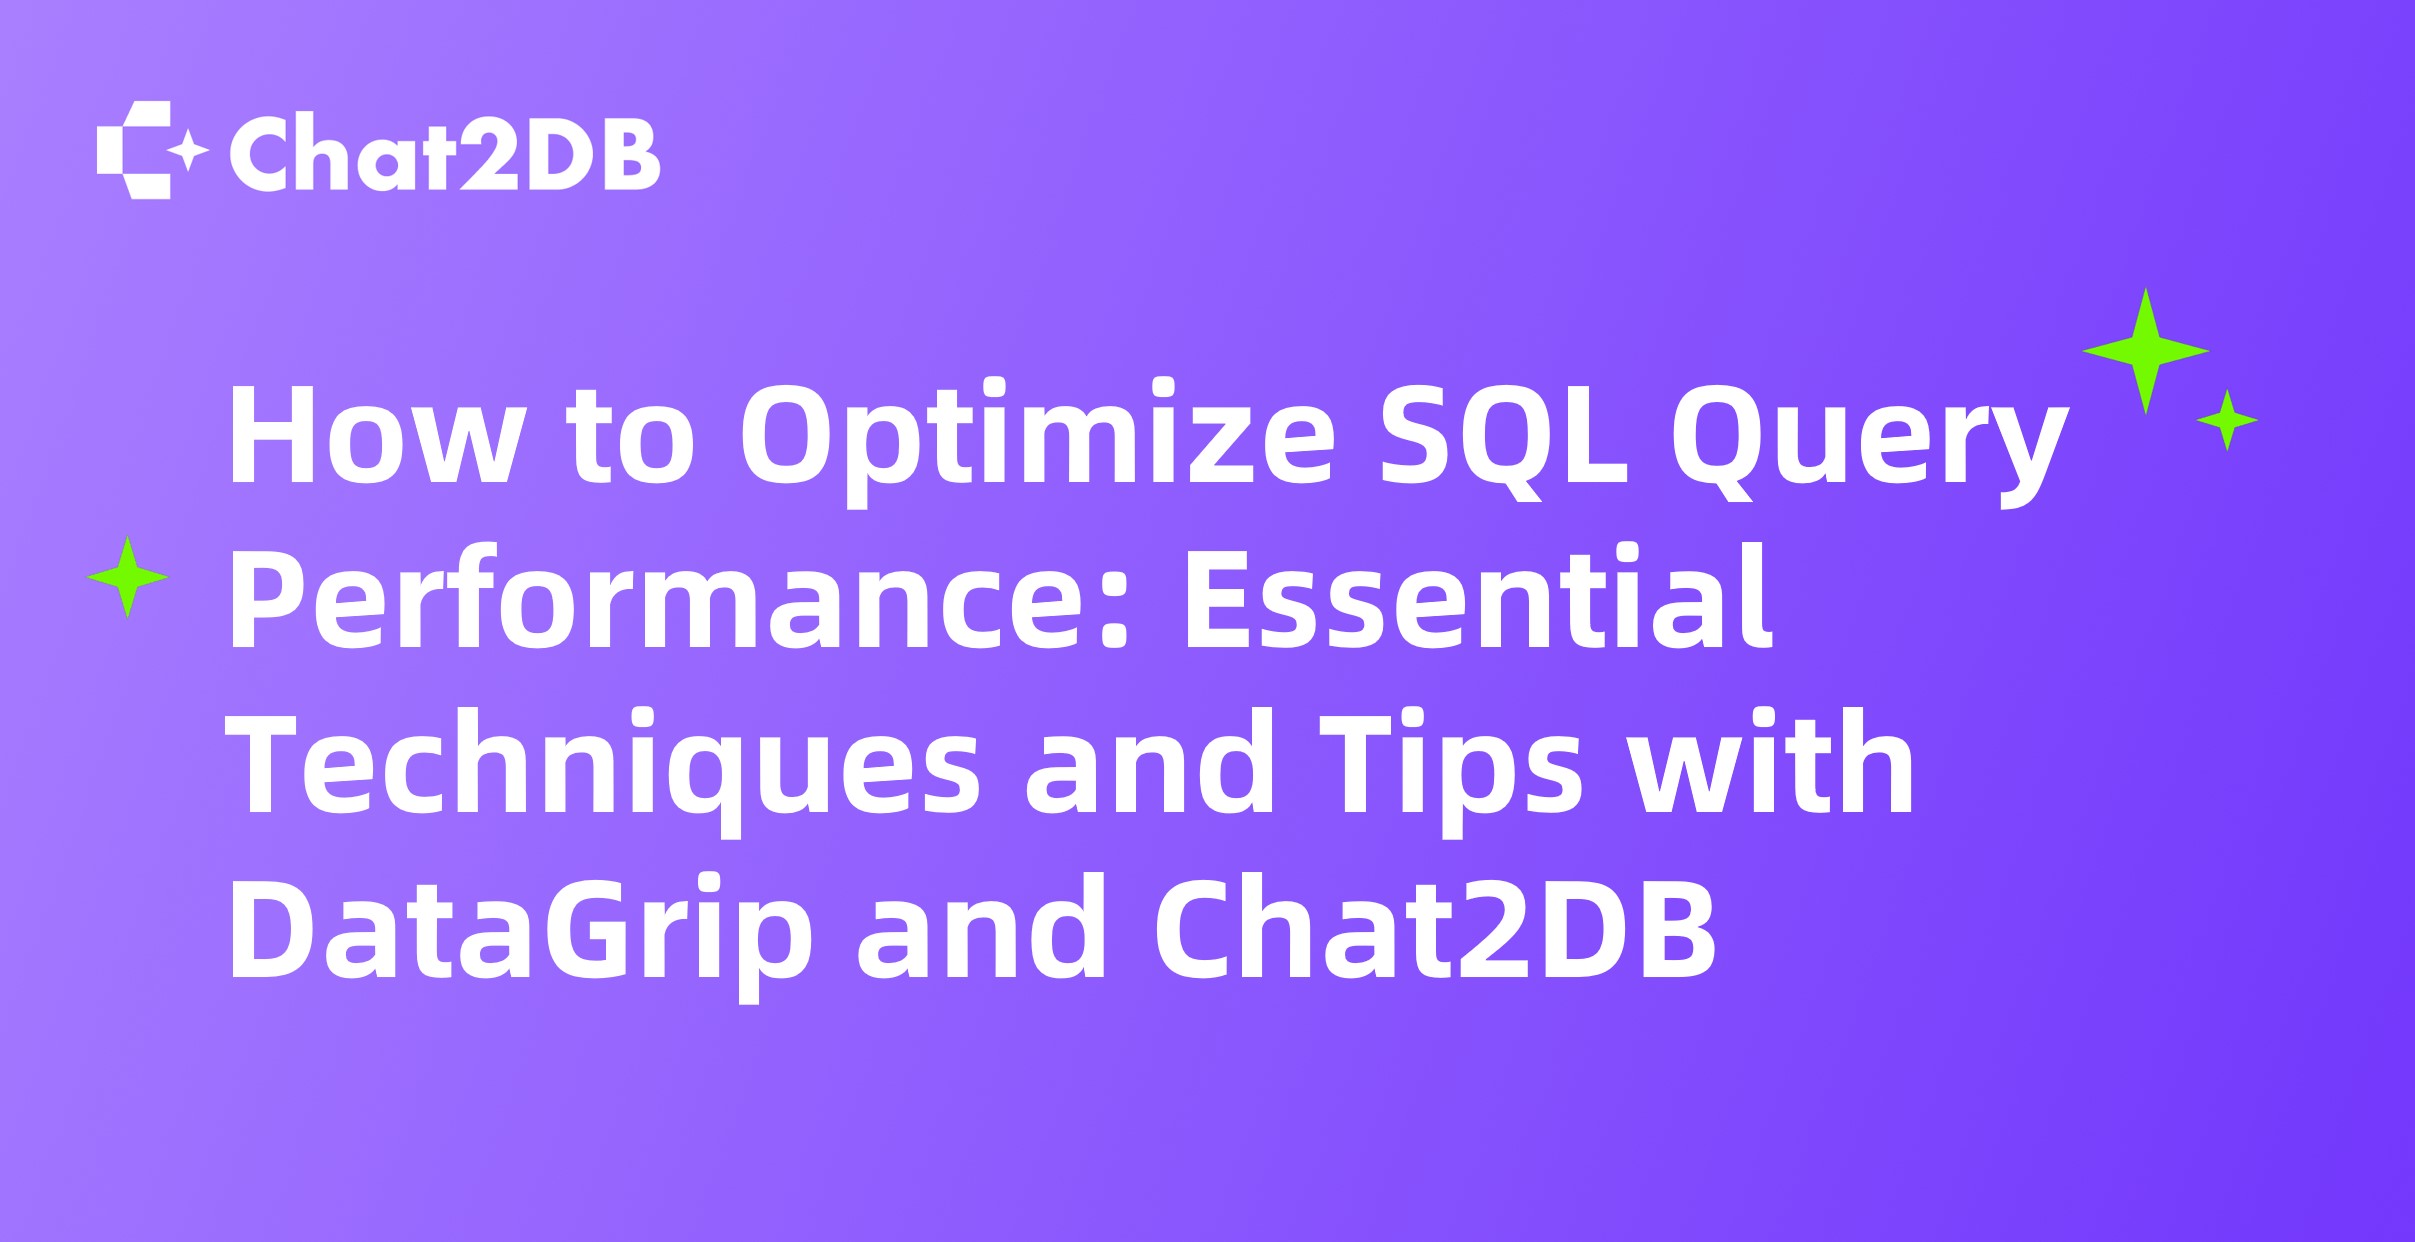 Chat2DB
How to Optimize SQL Query
Performance: Essential
Techniques and Tips with
DataGrip and Chat2DB